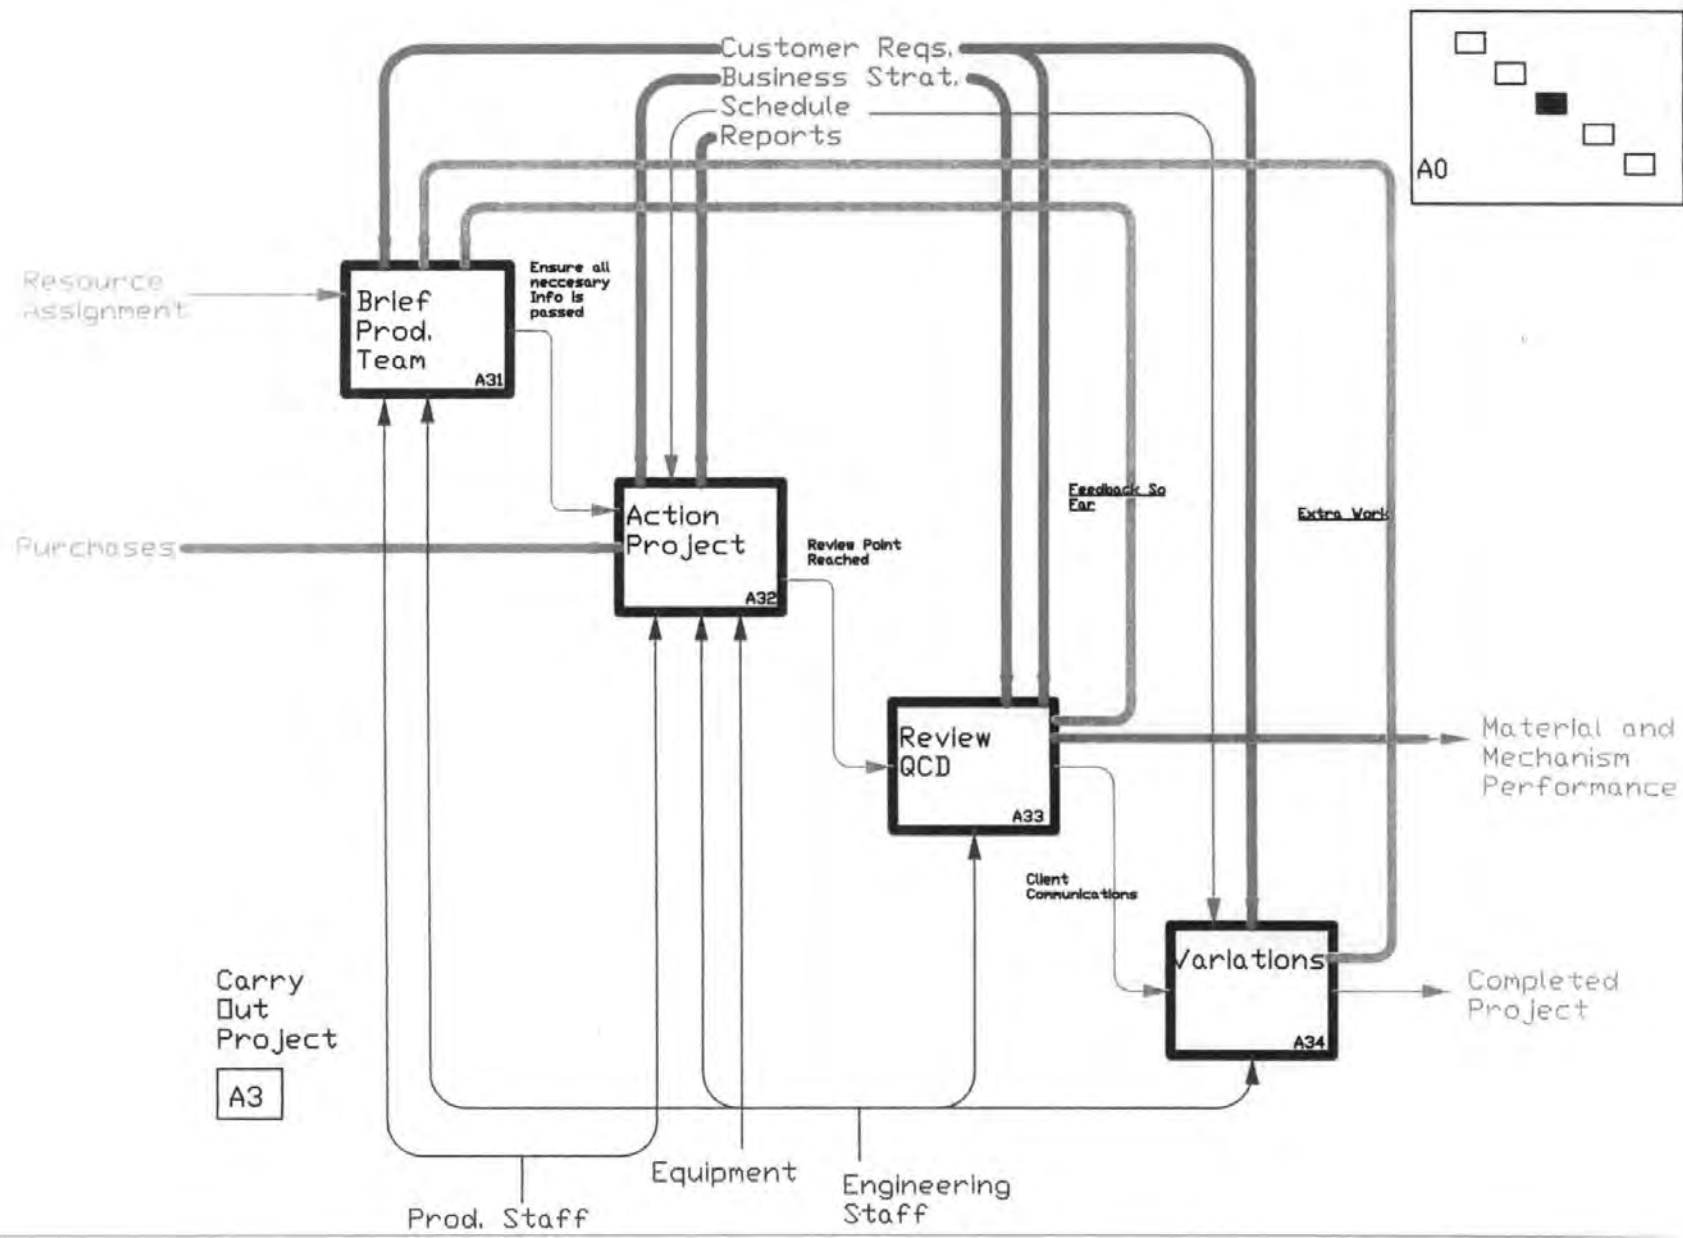 Customer Reqs.
Business Strat.
Schedule
Reports
A0
Resource
Assignment
Ensure all
neccesary
Info is
passed
Brief
Prod.
Team
A31
Feedback So
Far
Extra Work
Action
Project
A32
Purchases
Review Point
Reached
Review
QCD
A33
Material and
Mechanism
Performance
Client
Communications
Variations
A34
Completed
Project
Carry
Out
Project
A3
Equipment
Engineering
Staff
Prod. Staff